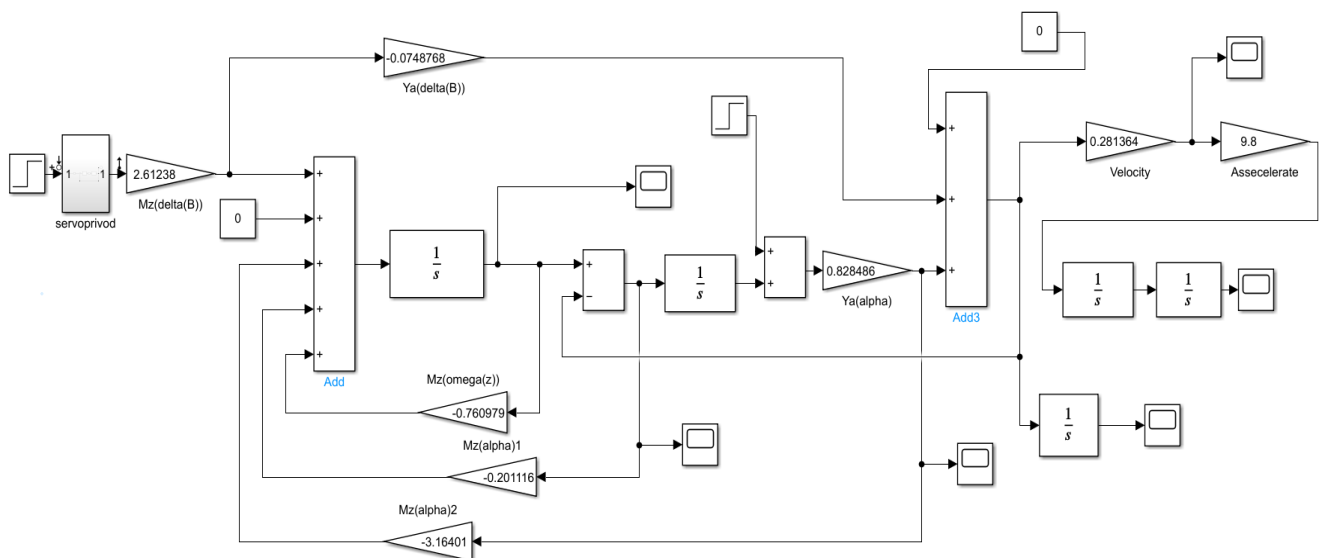 0
-0.0748768
Ya(delta(B))
0.281364
Velocity
9.8
Assecelerate
1 1
servoprivod
2.61238
Mz(delta(B))
+
+
+
+
+
0
Add
1
s
+
−
1
s
+
+
0.828486
Ya(alpha)
+
+
+
Add3
1
s
1
s
Mz(omega(z))
-0.760979
Mz(alpha)1
-0.201116
Mz(alpha)2
-3.16401
1
s